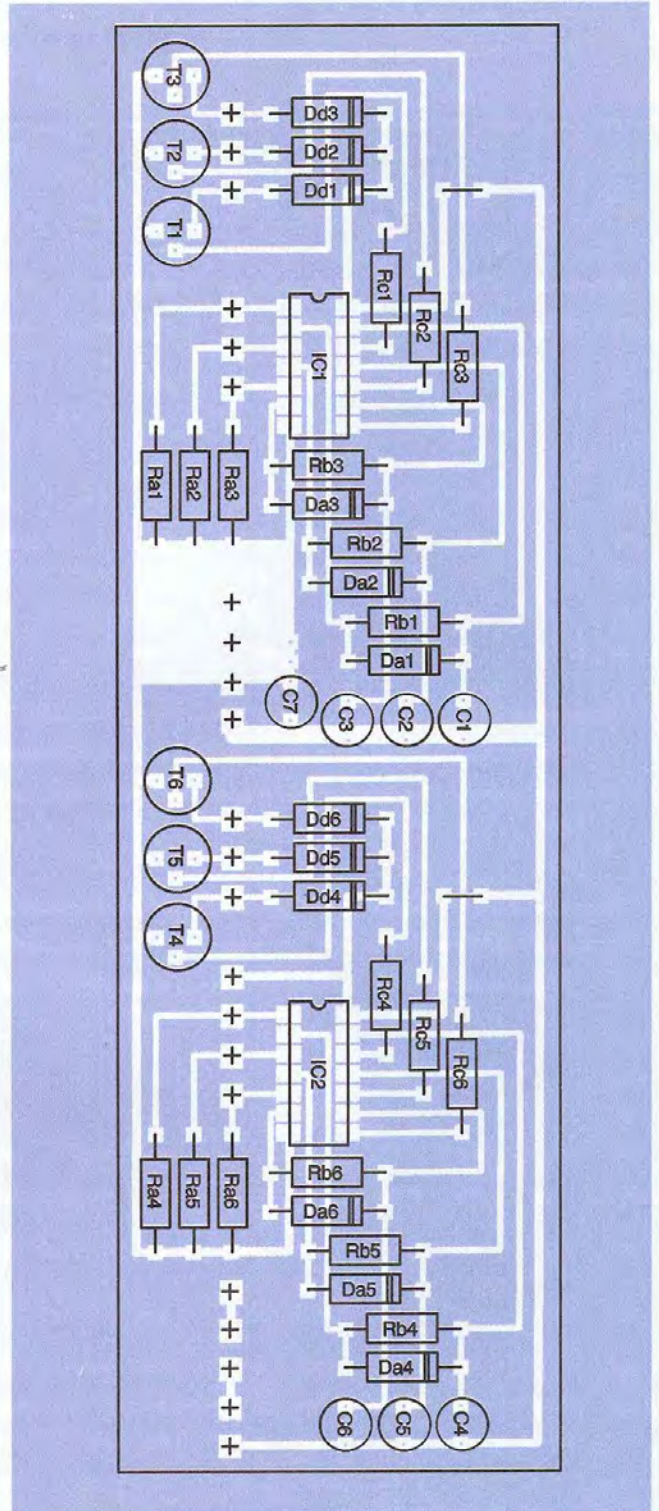 T3
Dd3
T2
Dd2
Dd1
T1
Rc1
Rc2
Rc3
IC1
Ra1
Ra2
Ra3
Rb3
Da3
Rb2
Da2
Rb1
Da1
C7
C3
C2
C1
T6
Dd6
T5
Dd5
Dd4
T4
Rc4
Rc5
Rc6
IC2
Ra4
Ra5
Ra6
Rb6
Da6
Rb5
Da5
Rb4
Da4
C6
C5
C4